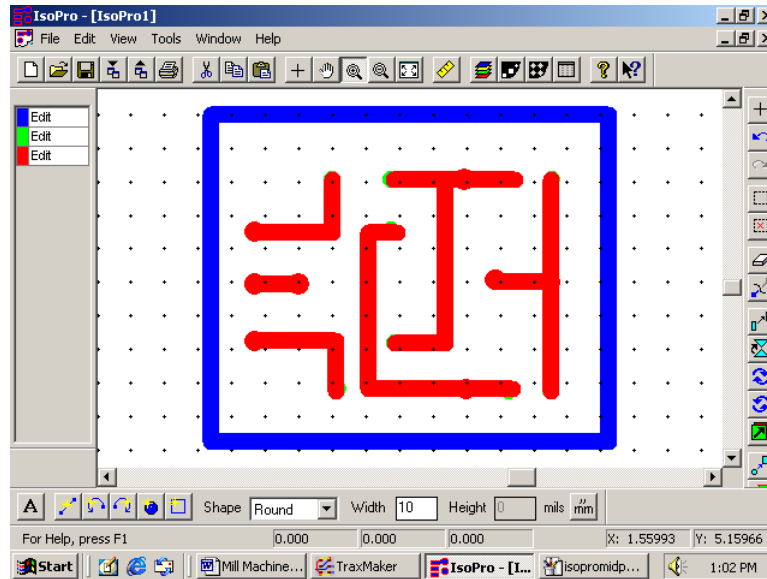 IsoPro - [IsoPro1]
File Edit View Tools Window Help
Edit
Edit
Edit
A Shape Round Width 10 Height 0 mils mm
For Help, press F1 0.000 0.000 0.000 X: 1.55993 Y: 5.15966
Start Mill Machine... TraxMaker IsoPro - [I... isopromidp... 1:02 PM